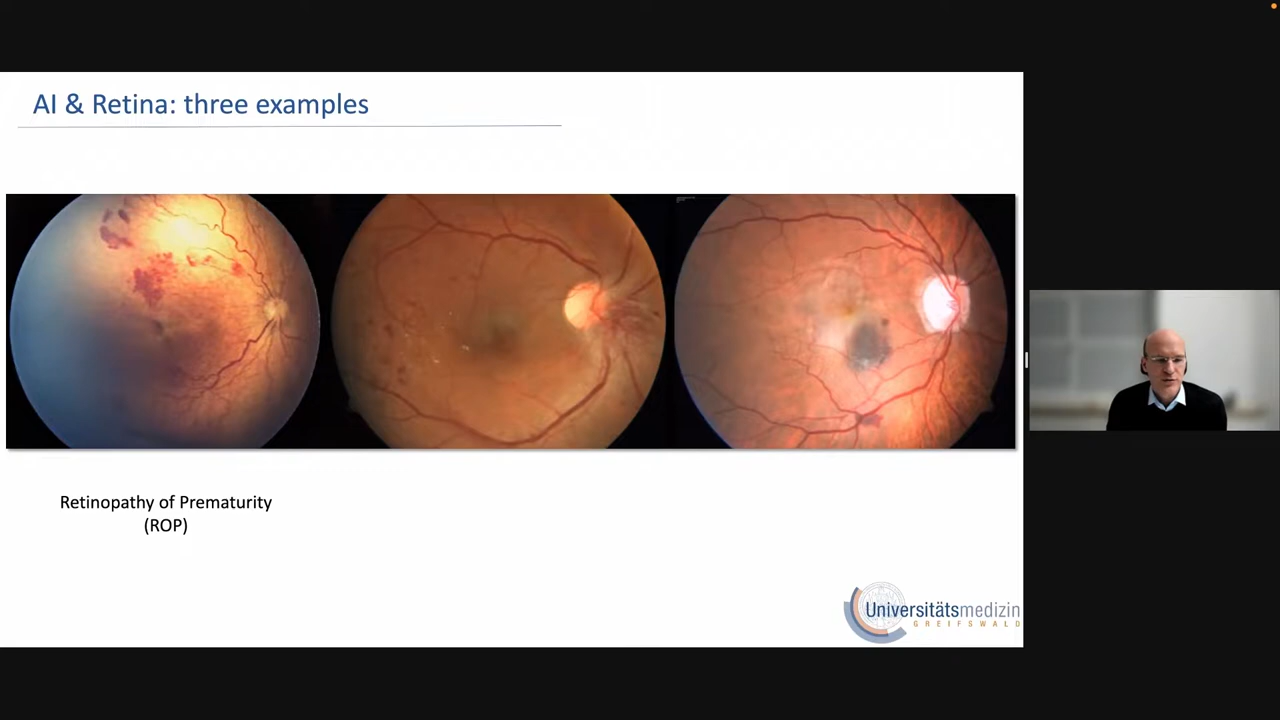 AI & Retina: three examples
Retinopathy of Prematurity
(ROP)
Universitätsmedizin
GREIFSWALD